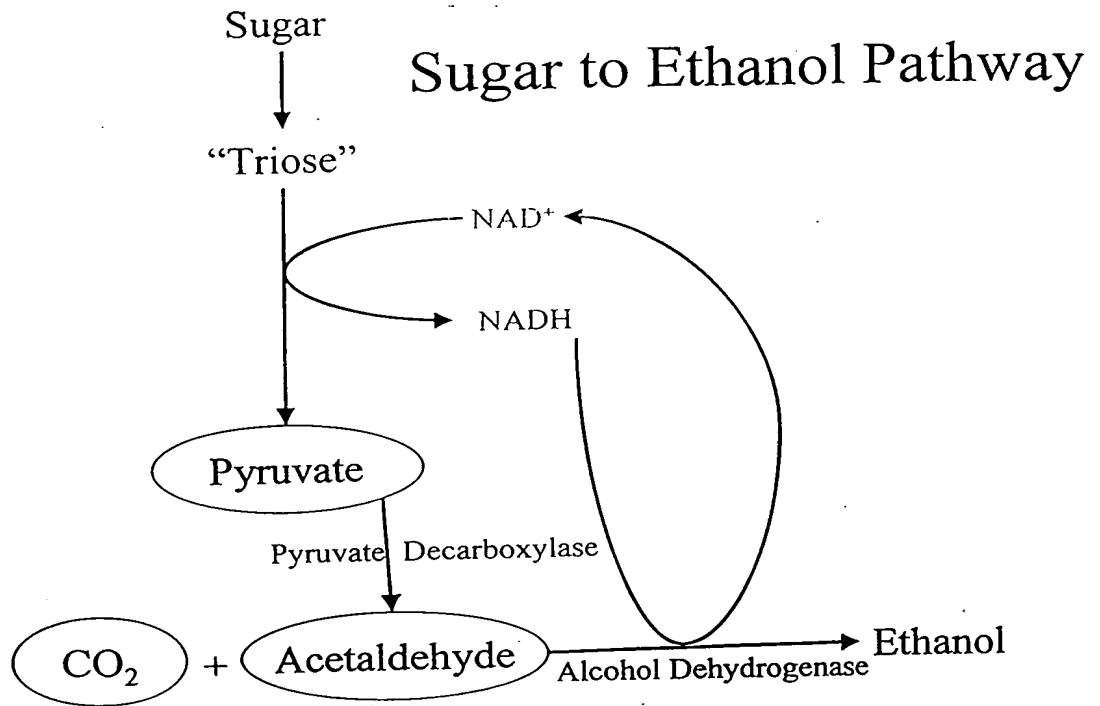 Sugar
Sugar to Ethanol Pathway
“Triose”
NAD⁺
NADH
Pyruvate
Pyruvate Decarboxylase
CO₂ + Acetaldehyde
Ethanol
Alcohol Dehydrogenase